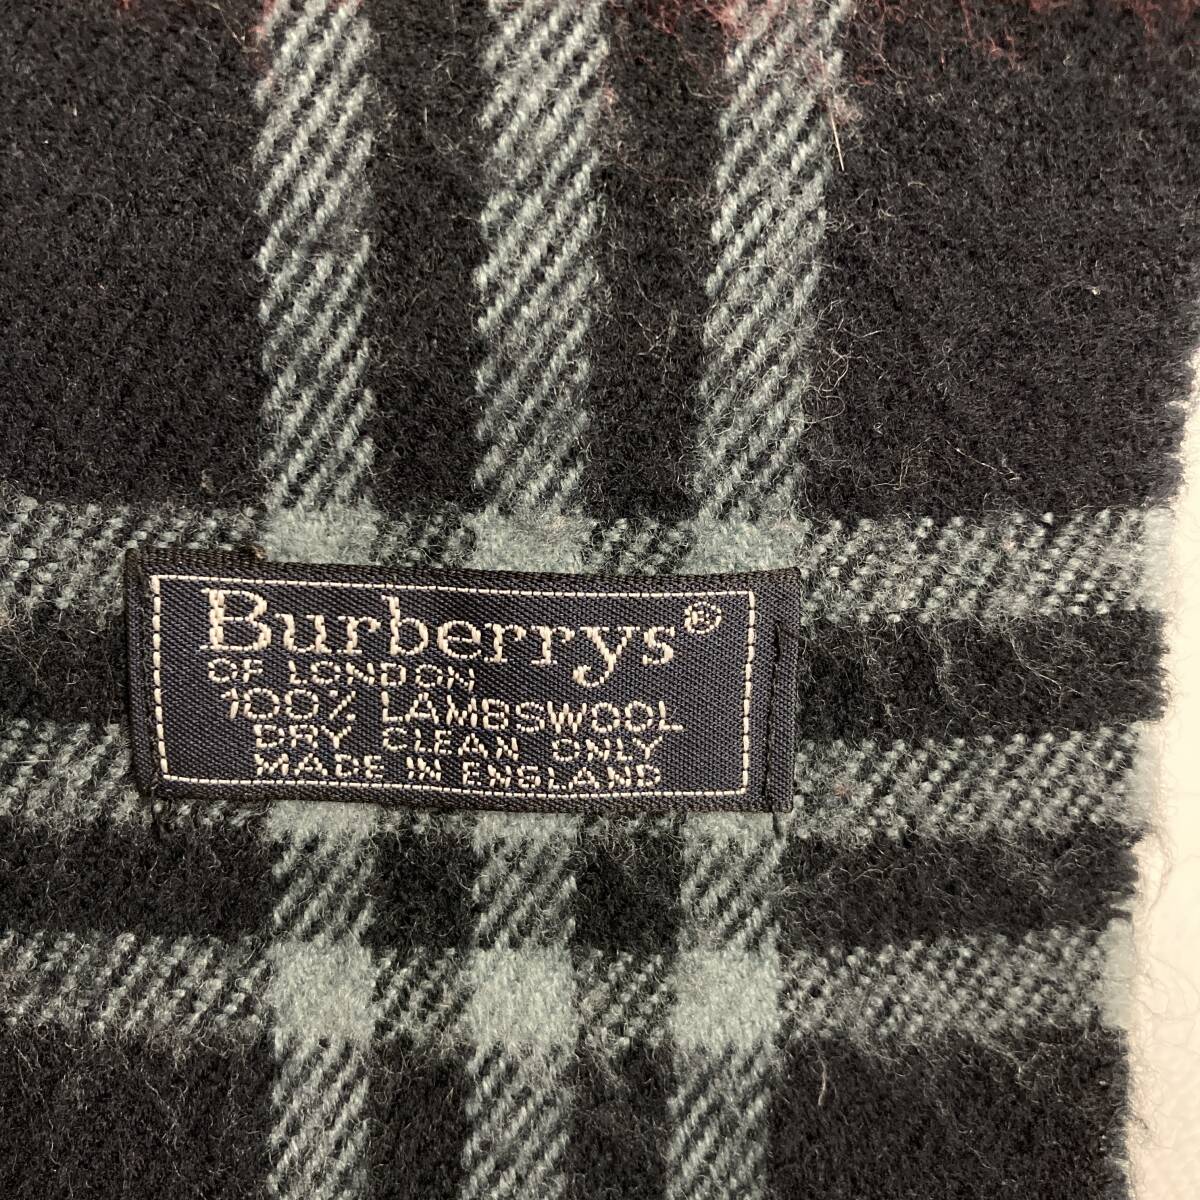 Burberrys®
OF LONDON
100% LAMBSWOOL
DRY CLEAN ONLY
MADE IN ENGLAND